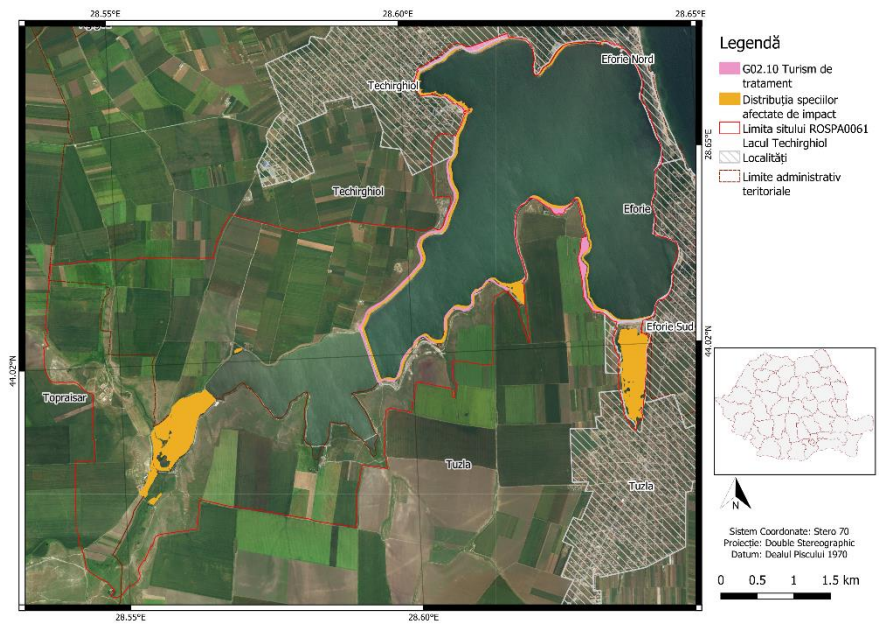 28.55°E
28.60°E
28.65°E
Eforie Nord
Techirghiol
Techirghiol
Eforie
Eforie Sud
Topraisar
Tuzla
Tuzla
44.02°N
28.65°E
44.02°N
28.55°E
28.60°E
Legendă
G02.10 Turism de
tratament
Distribuția speciilor
afectate de impact
Limita sitului ROSPA0061
Lacul Techirghiol
Localități
Limite administrativ
teritoriale
N
Sistem Coordonate: Stero 70
Proiecție: Double Stereographic
Datum: Dealul Piscului 1970
0 0.5 1 1.5 km